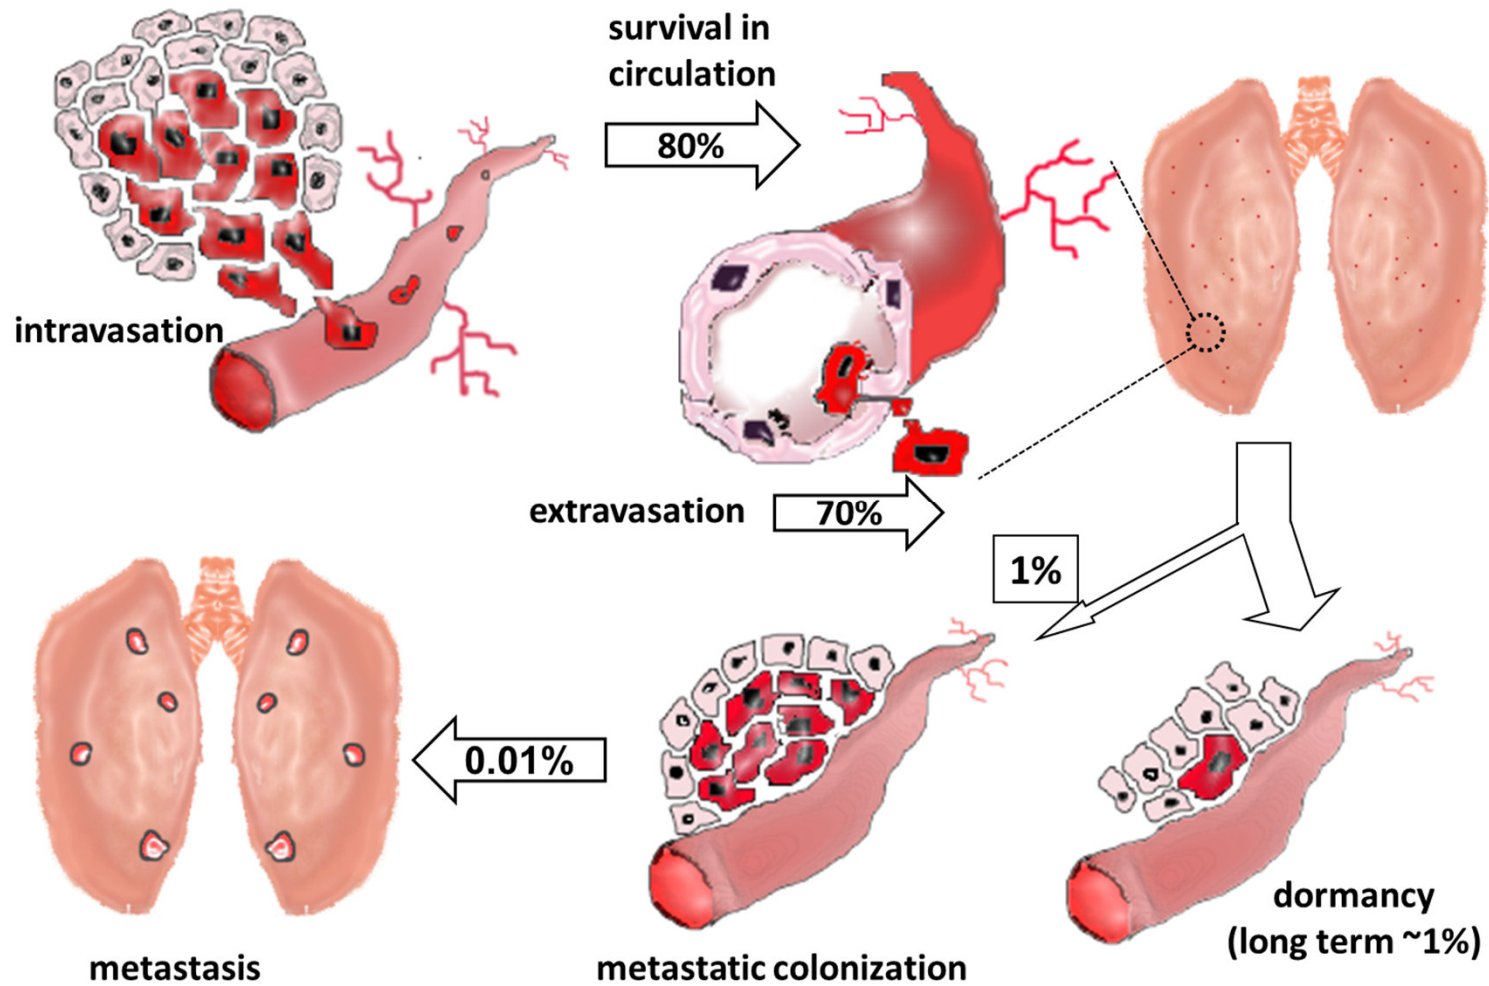 survival in
circulation
80%
intravasation
extravasation
70%
1%
0.01%
dormancy
(long term ~1%)
metastasis
metastatic colonization